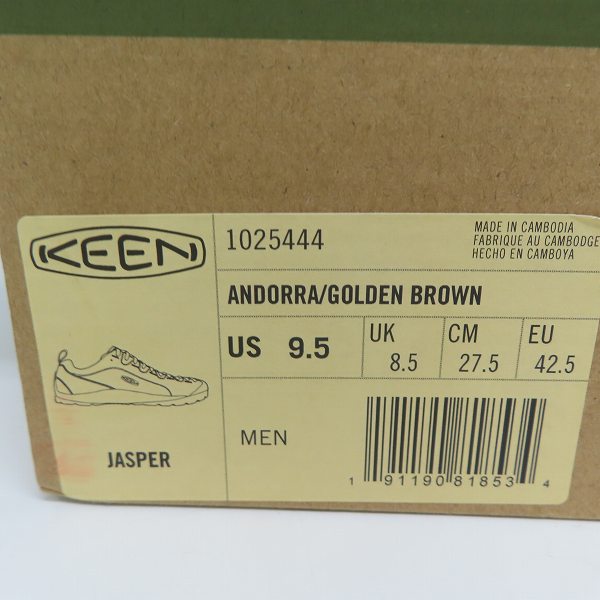 KEEN
1025444
MADE IN CAMBODIA
FABRIQUE AU CAMBODGE
HECHO EN CAMBOYA
ANDORRA/GOLDEN BROWN
US 9.5
UK 8.5
CM 27.5
EU 42.5
KEEN
JASPER
MEN
1 91190 81853 4